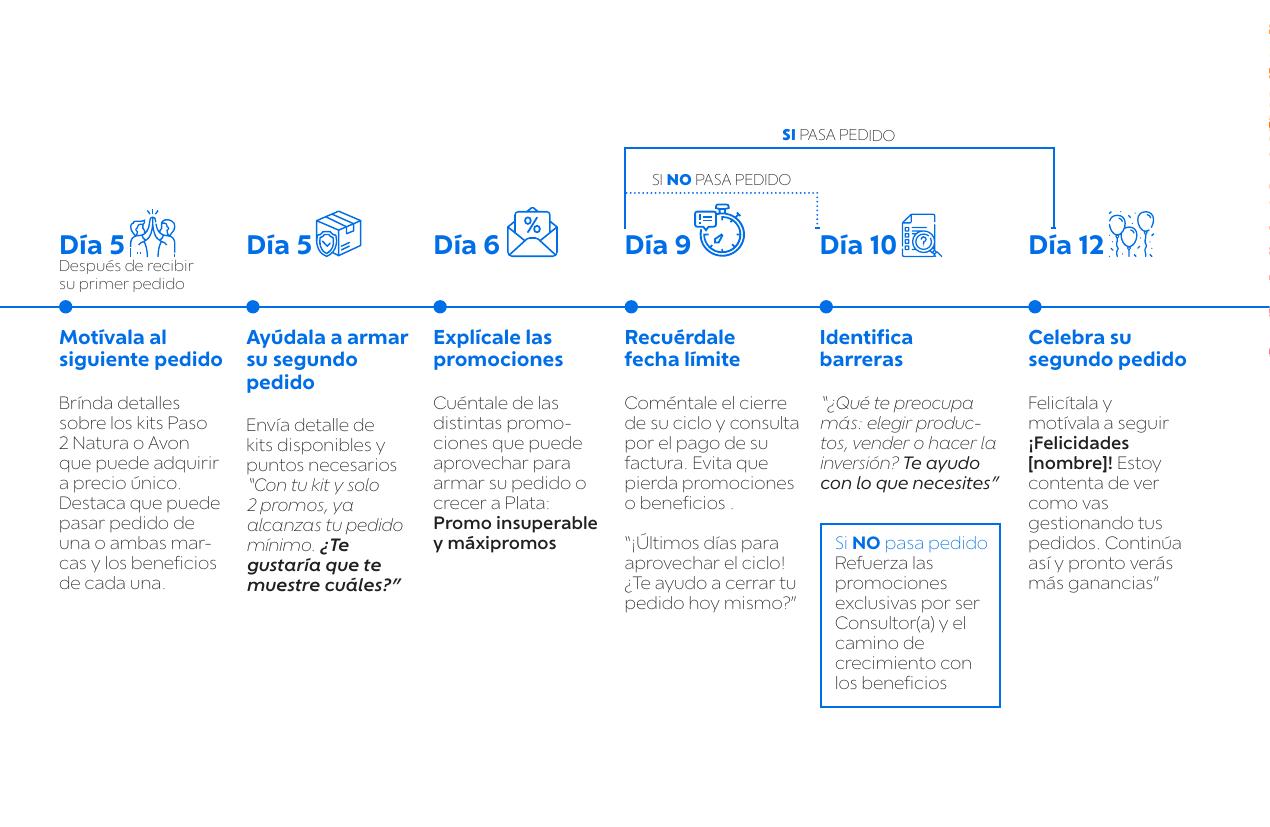 SI PASA PEDIDO
SI NO PASA PEDIDO
Día 5
Después de recibir
su primer pedido
Motívala al
siguiente pedido
Brínda detalles
sobre los kits Paso
2 Natura o Avon
que puede adquirir
a precio único.
Destaca que puede
pasar pedido de
una o ambas mar-
cas y los beneficios
de cada una.
Día 5
Ayúdala a armar
su segundo
pedido
Envía detalle de
kits disponibles y
puntos necesarios
“Con tu kit y solo
2 promos, ya
alcanzas tu pedido
mínimo. ¿Te
gustaría que te
muestre cuáles?”
Día 6
%
Explícale las
promociones
Cuéntale de las
distintas promo-
ciones que puede
aprovechar para
armar su pedido o
crecer a Plata:
Promo insuperable
y máxipromos
Día 9
Recuérdale
fecha límite
Coméntale el cierre
de su ciclo y consulta
por el pago de su
factura. Evita que
pierda promociones
o beneficios .
“¡Últimos días para
aprovechar el ciclo!
¿Te ayudo a cerrar tu
pedido hoy mismo?”
Día 10
?
Identifica
barreras
“¿Qué te preocupa
más: elegir produc-
tos, vender o hacer la
inversión? Te ayudo
con lo que necesites”
Si NO pasa pedido
Refuerza las
promociones
exclusivas por ser
Consultor(a) y el
camino de
crecimiento con
los beneficios
Día 12
Celebra su
segundo pedido
Felicítala y
motívala a seguir
¡Felicidades
[nombre]! Estoy
contenta de ver
como vas
gestionando tus
pedidos. Continúa
así y pronto verás
más ganancias”